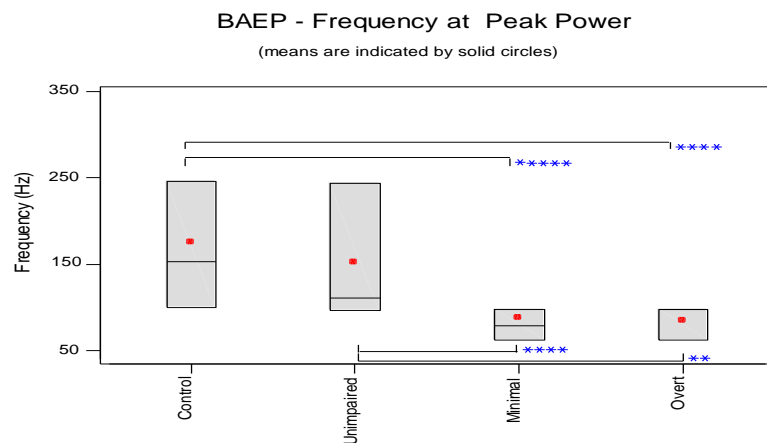 BAEP - Frequency at Peak Power
(means are indicated by solid circles)
Frequency (Hz)
350
250
150
50
*****
****
****
**
Control
Unimpaired
Minimal
Overt